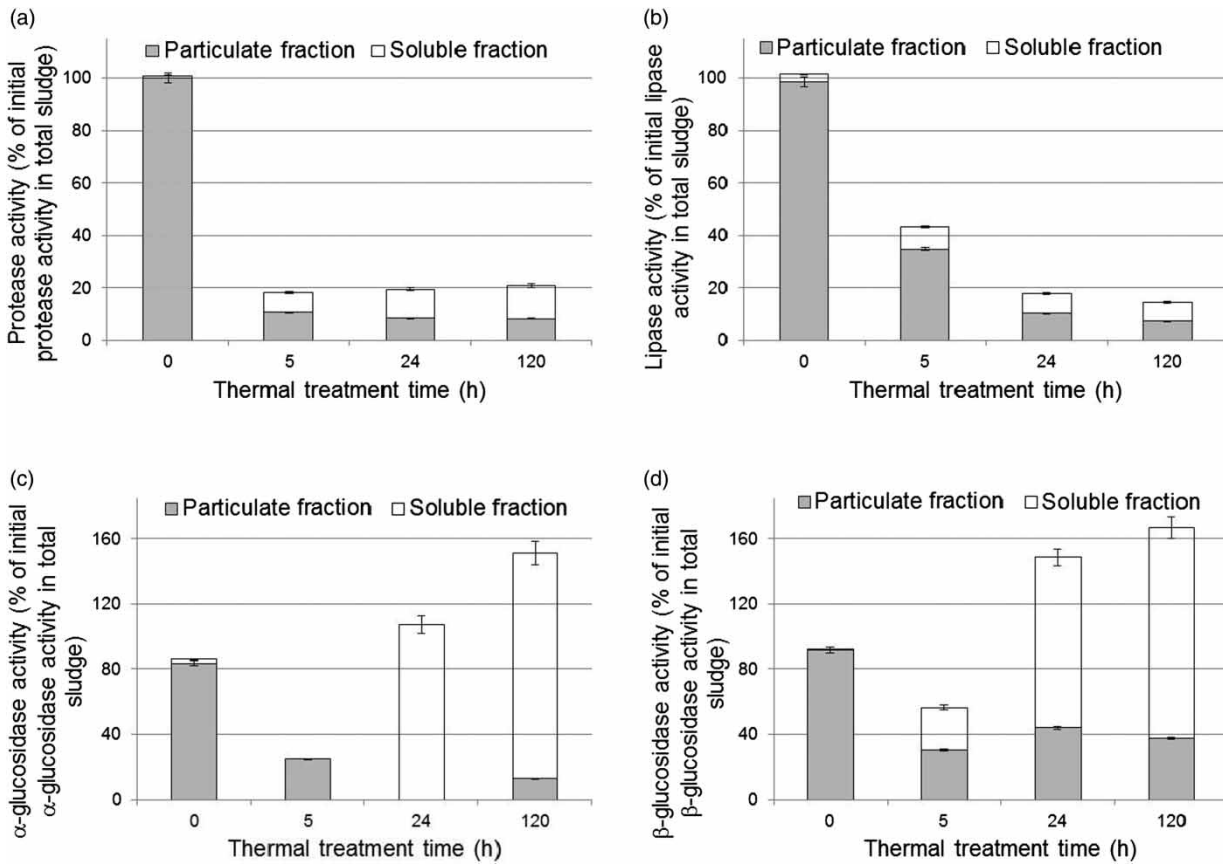 (a)
Particulate fraction Soluble fraction
Protease activity (% of initial
protease activity in total sludge)
100
80
60
40
20
0
0 5 24 120
Thermal treatment time (h)
(b)
Particulate fraction Soluble fraction
Lipase activity (% of initial lipase
activity in total sludge)
100
80
60
40
20
0
0 5 24 120
Thermal treatment time (h)
(c)
Particulate fraction Soluble fraction
α-glucosidase activity (% of initial
α-glucosidase activity in total
sludge)
160
120
80
40
0
0 5 24 120
Thermal treatment time (h)
(d)
Particulate fraction Soluble fraction
β-glucosidase activity (% of initial
β-glucosidase activity in total
sludge)
160
120
80
40
0
0 5 24 120
Thermal treatment time (h)